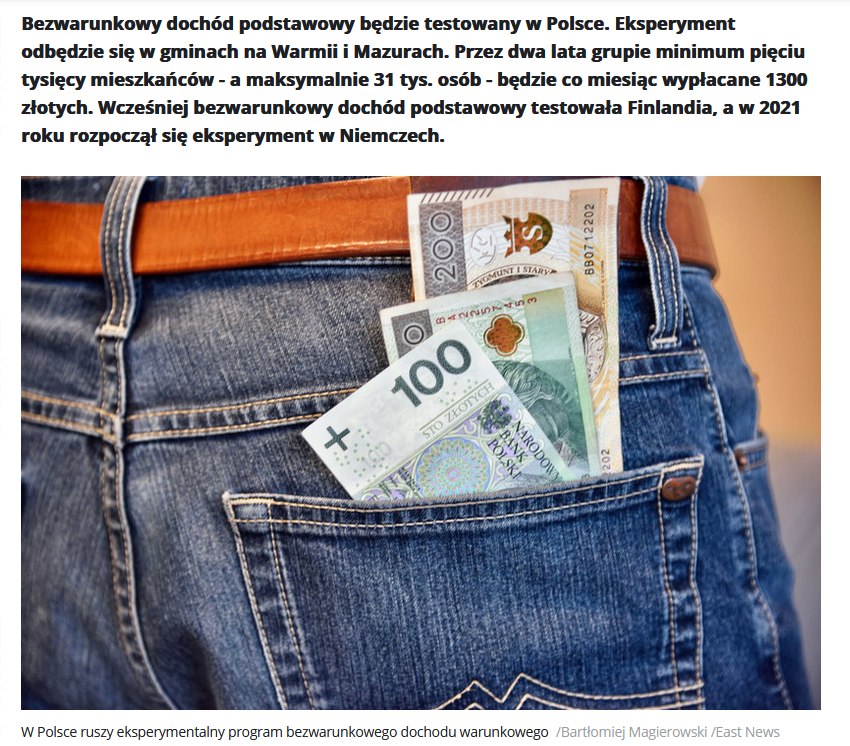 Bezwarunkowy dochód podstawowy będzie testowany w Polsce. Eksperyment
odbędzie się w gminach na Warmii i Mazurach. Przez dwa lata grupie minimum pięciu
tysięcy mieszkańców - a maksymalnie 31 tys. osób - będzie co miesiąc wypłacane 1300
złotych. Wcześniej bezwarunkowy dochód podstawowy testowała Finlandia, a w 2021
roku rozpoczął się eksperyment w Niemczech.
200
BB0712202
ZYGMUNT I STARY
100
STO ZŁOTYCH
NARODOWY
BANK
POLSKI
W Polsce ruszy eksperymentalny program bezwarunkowego dochodu warunkowego /Bartłomiej Magierowski /East News